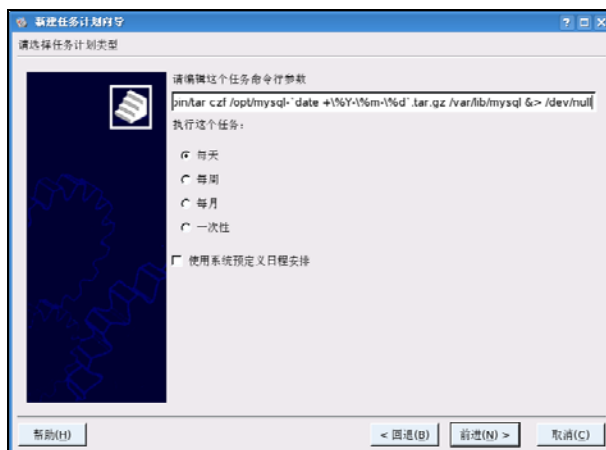 新建任务计划向导
请选择任务计划类型
请编辑这个任务命令行参数
bin/tar czf /opt/mysql-`date +\%Y-\%m-\%d`.tar.gz /var/lib/mysql &> /dev/null
执行这个任务:
每天
每周
每月
一次性
使用系统预定义日程安排
帮助(H)
< 回退(B)
前进(N) >
取消(C)